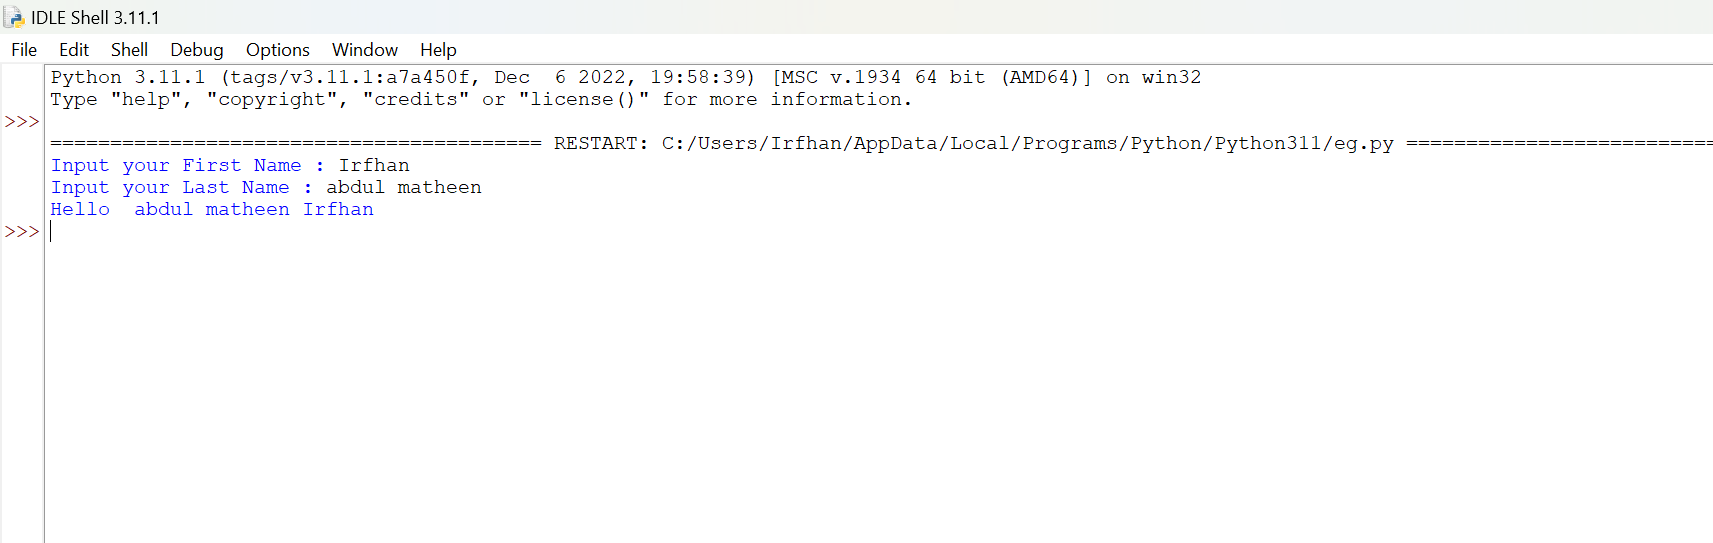 IDLE Shell 3.11.1
File Edit Shell Debug Options Window Help
Python 3.11.1 (tags/v3.11.1:a7a450f, Dec  6 2022, 19:58:39) [MSC v.1934 64 bit (AMD64)] on win32
Type "help", "copyright", "credits" or "license()" for more information.
>>>
========================================= RESTART: C:/Users/Irfhan/AppData/Local/Programs/Python/Python311/eg.py ==========================
Input your First Name : Irfhan
Input your Last Name : abdul matheen
Hello  abdul matheen Irfhan
>>>